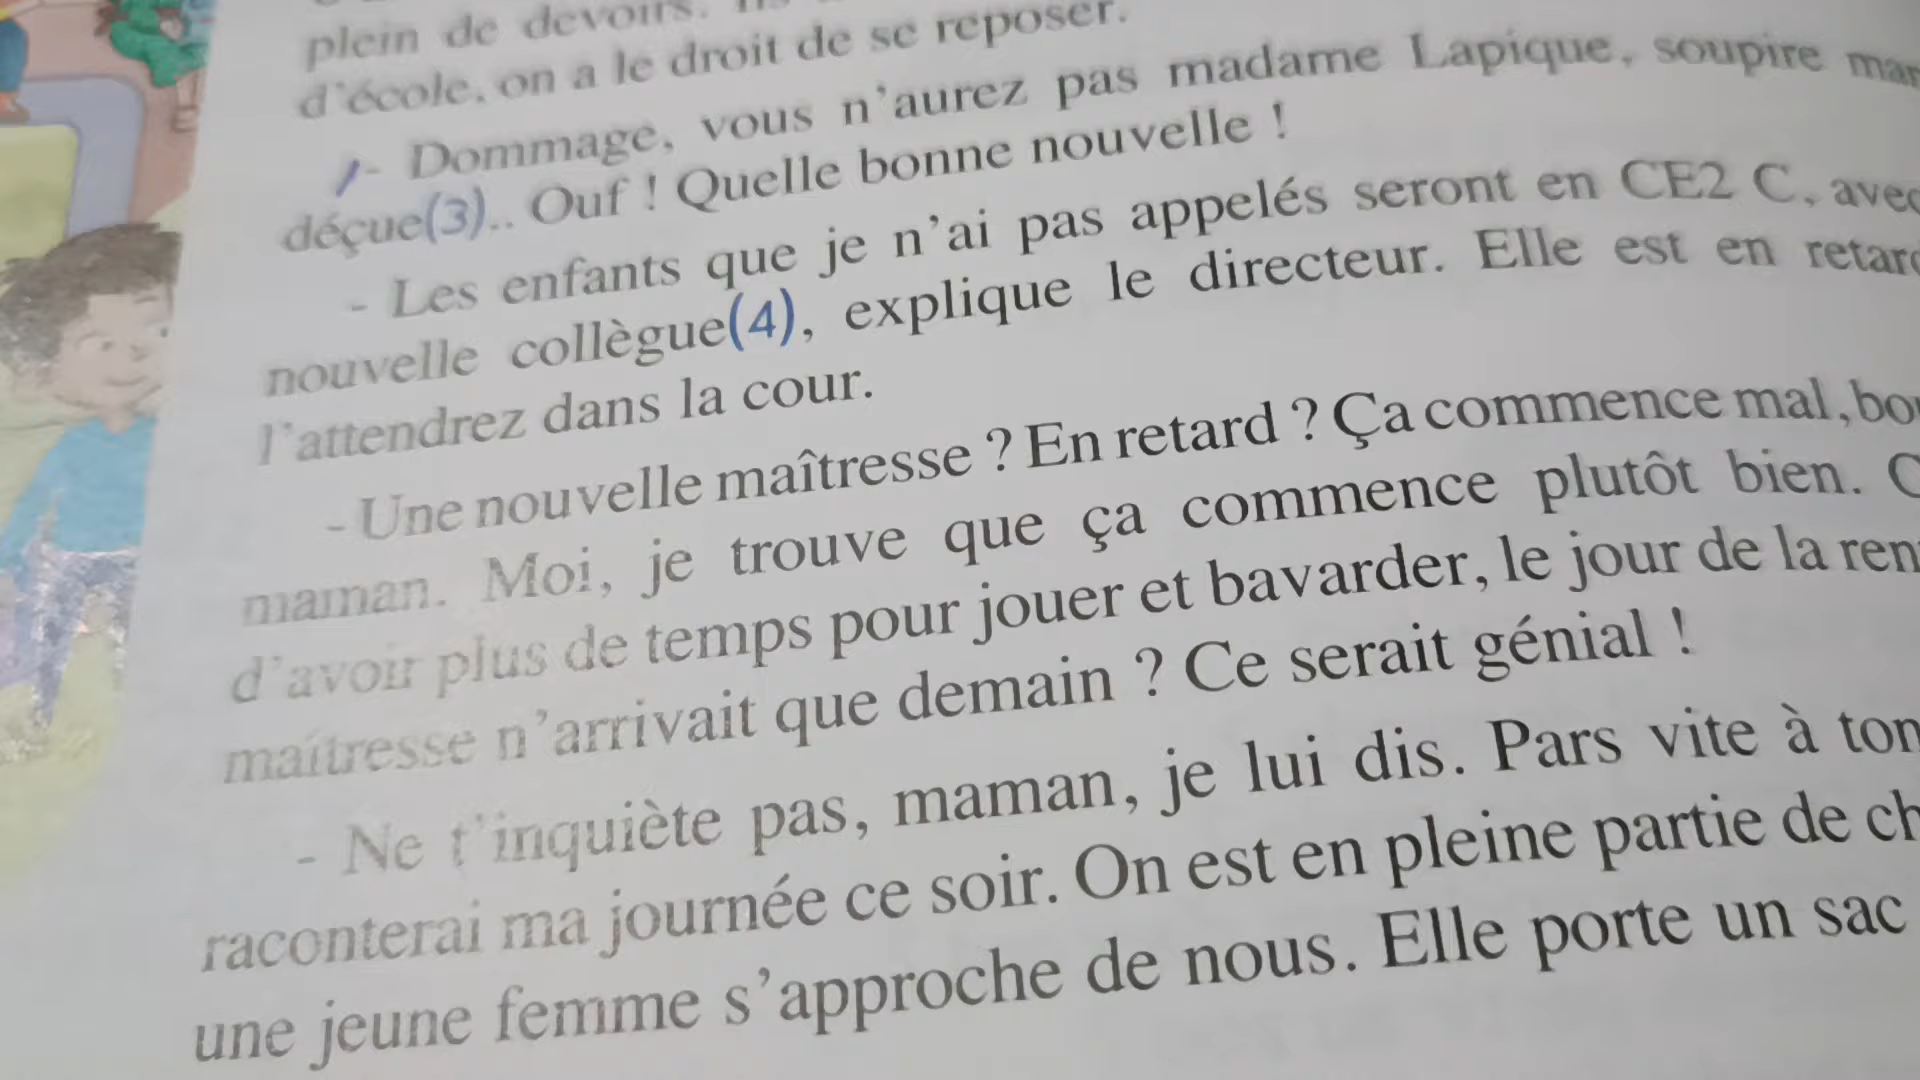 plein de devoirs.
d'école, on a le droit de se reposer.
- Dommage, vous n'aurez pas madame Lapique, soupire
déçue(3).. Ouf ! Quelle bonne nouvelle !
- Les enfants que je n'ai pas appelés seront en CE2 C, avec
nouvelle collègue(4), explique le directeur. Elle est en retard
l'attendrez dans la cour.
- Une nouvelle maîtresse ? En retard ? Ça commence mal,
maman. Moi, je trouve que ça commence plutôt bien.
d'avoir plus de temps pour jouer et bavarder, le jour de la
maîtresse n'arrivait que demain ? Ce serait génial !
- Ne t'inquiète pas, maman, je lui dis. Pars vite à ton
raconterai ma journée ce soir. On est en pleine partie de
une jeune femme s'approche de nous. Elle porte un sac